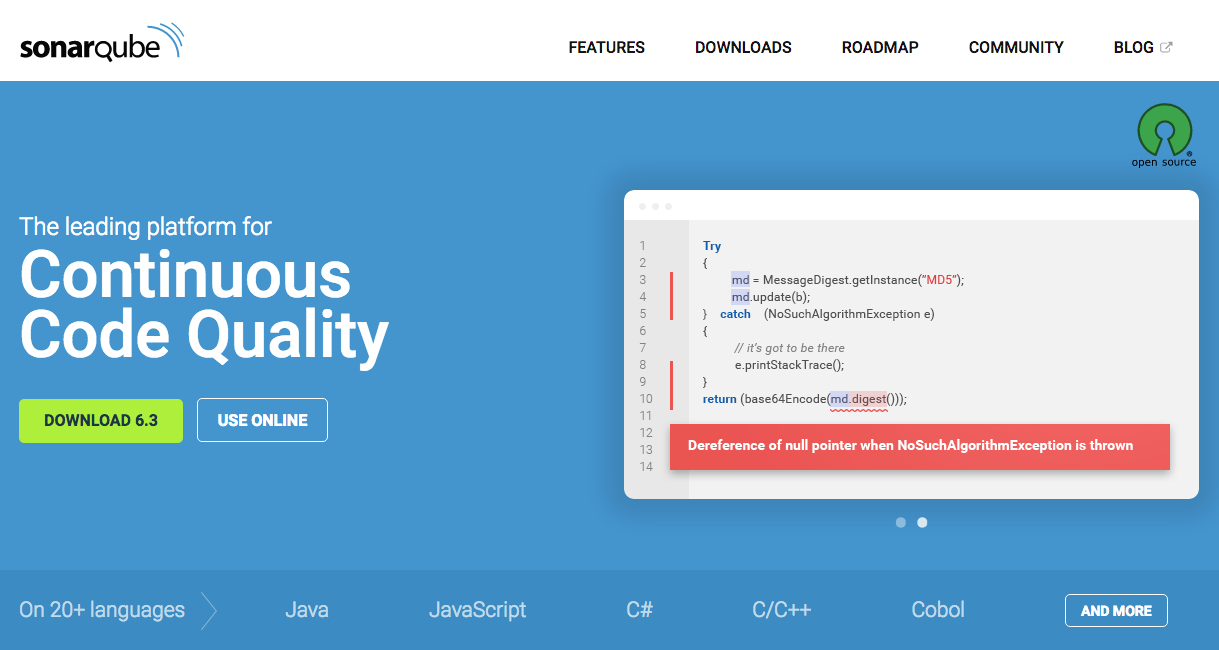 sonarqube
FEATURES
DOWNLOADS
ROADMAP
COMMUNITY
BLOG
open source
The leading platform for
Continuous
Code Quality
DOWNLOAD 6.3
USE ONLINE
1 Try
2 {
3 md = MessageDigest.getInstance("MD5");
4 md.update(b);
5 } catch (NoSuchAlgorithmException e)
6 {
7 // it's got to be there
8 e.printStackTrace();
9 }
10 return (base64Encode(md.digest()));
11
12
13
14
Dereference of null pointer when NoSuchAlgorithmException is thrown
On 20+ languages
Java
JavaScript
C#
C/C++
Cobol
AND MORE